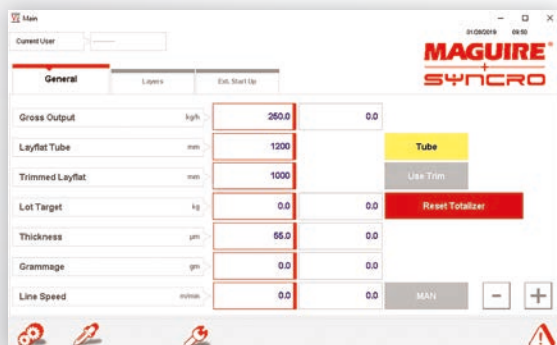 Main
Current User
01/28/2019 09:50
MAGUIRE®
+
SYNCRO
General Layers Ext. Start Up
Gross Output kg/h 250.0 0.0
Layflat Tube mm 1200 Tube
Trimmed Layflat mm 1000 Use Trim
Lot Target kg 0.0 0.0 Reset Totalizer
Thickness µm 55.0 0.0
Grammage gm 0.0 0.0
Line Speed m/min 0.0 0.0 MAN - +